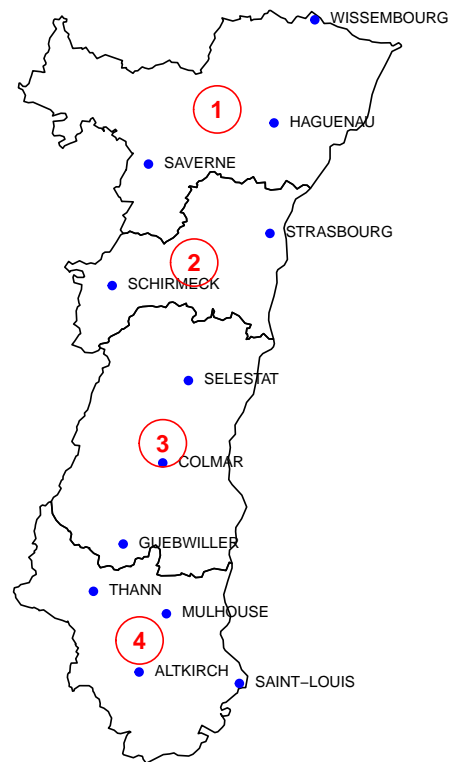 WISSEMBOURG
1
HAGUENAU
SAVERNE
STRASBOURG
2
SCHIRMECK
SELESTAT
3
COLMAR
GUEBWILLER
THANN
MULHOUSE
4
ALTKIRCH
SAINT−LOUIS